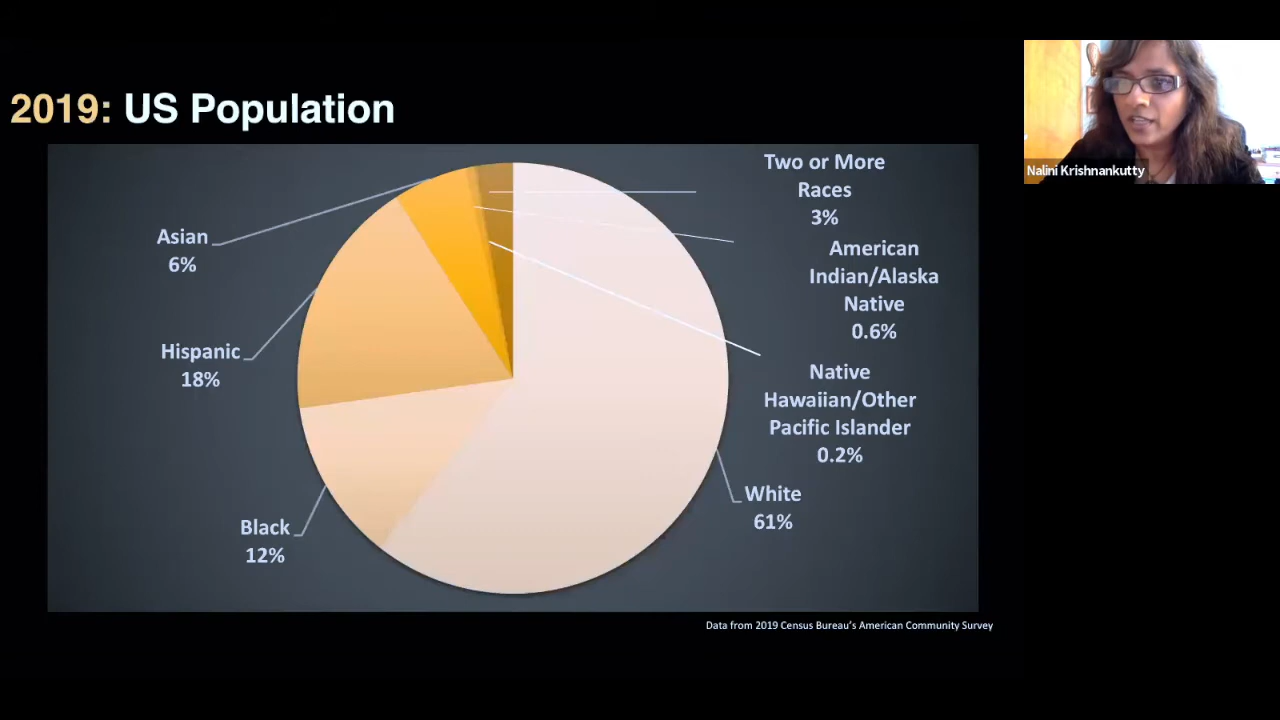 2019: US Population
Nalini Krishnankutty
Two or More
Races
3%
American
Indian/Alaska
Native
0.6%
Native
Hawaiian/Other
Pacific Islander
0.2%
White
61%
Asian
6%
Hispanic
18%
Black
12%
Data from 2019 Census Bureau's American Community Survey